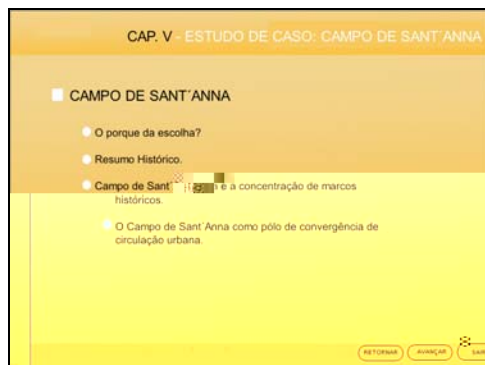 CAP. V - ESTUDO DE CASO: CAMPO DE SANT´ANNA
CAMPO DE SANT´ANNA
O porque da escolha?
Resumo Histórico.
Campo de Sant´ e a concentração de marcos
históricos.
O Campo de Sant´Anna como pólo de convergência de
circulação urbana.
RETORNAR AVANÇAR SAIR